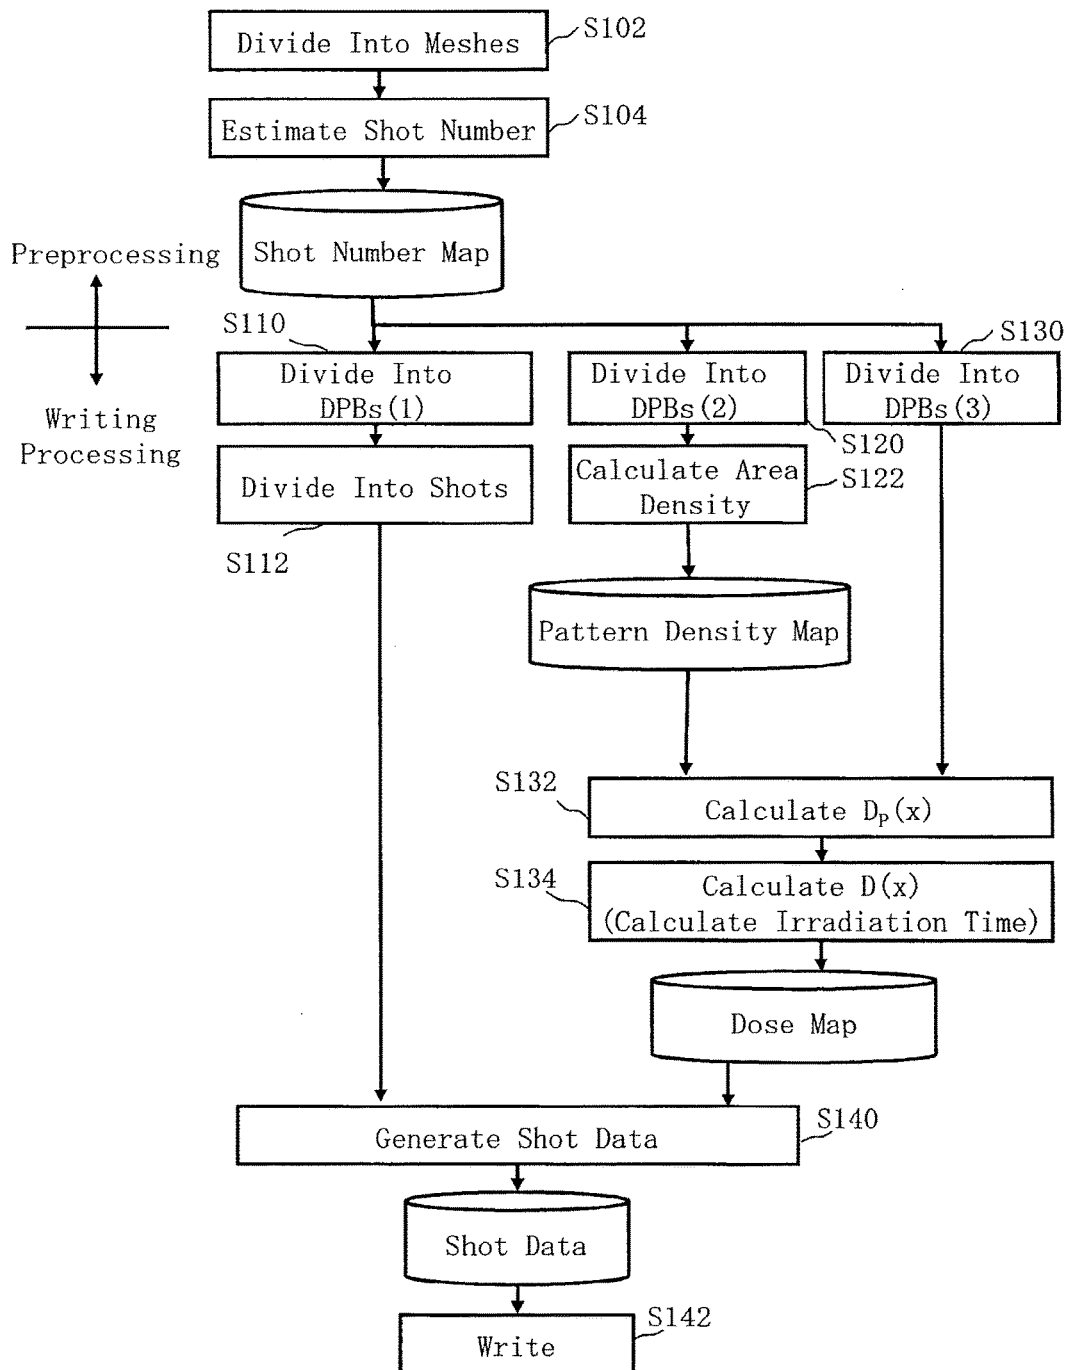 Divide Into Meshes
S102
Estimate Shot Number
S104
Shot Number Map
Preprocessing
Writing
Processing
S110
Divide Into
DPBs(1)
Divide Into
DPBs(2)
S120
S130
Divide Into
DPBs(3)
Divide Into Shots
S112
Calculate Area
Density
S122
Pattern Density Map
S132
Calculate Dₚ(x)
S134
Calculate D(x)
(Calculate Irradiation Time)
Dose Map
Generate Shot Data
S140
Shot Data
Write
S142